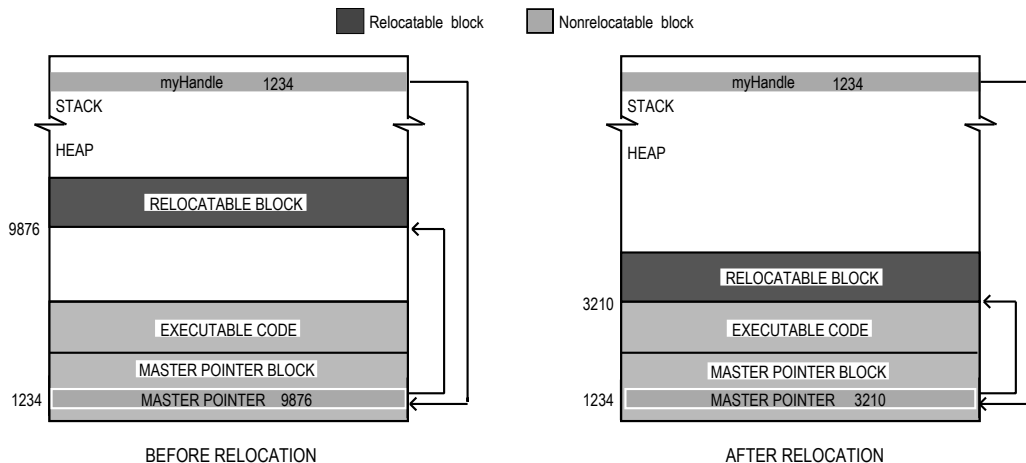 Relocatable block
Nonrelocatable block
myHandle 1234
STACK
HEAP
RELOCATABLE BLOCK
9876
EXECUTABLE CODE
MASTER POINTER BLOCK
1234
MASTER POINTER 9876
BEFORE RELOCATION
myHandle 1234
STACK
HEAP
RELOCATABLE BLOCK
3210
EXECUTABLE CODE
MASTER POINTER BLOCK
1234
MASTER POINTER 3210
AFTER RELOCATION